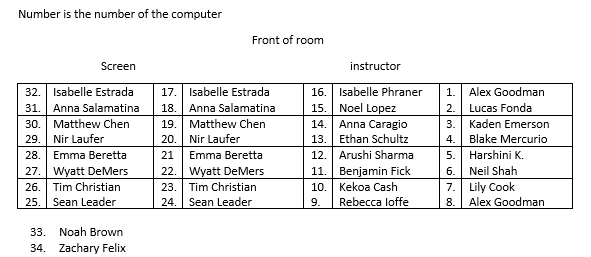 Number is the number of the computer
Front of room
Screen instructor
32. Isabelle Estrada 17. Isabelle Estrada 16. Isabelle Phraner 1. Alex Goodman
31. Anna Salamatina 18. Anna Salamatina 15. Noel Lopez 2. Lucas Fonda
30. Matthew Chen 19. Matthew Chen 14. Anna Caragio 3. Kaden Emerson
29. Nir Laufer 20. Nir Laufer 13. Ethan Schultz 4. Blake Mercurio
28. Emma Beretta 21 Emma Beretta 12. Arushi Sharma 5. Harshini K.
27. Wyatt DeMers 22. Wyatt DeMers 11. Benjamin Fick 6. Neil Shah
26. Tim Christian 23. Tim Christian 10. Kekoa Cash 7. Lily Cook
25. Sean Leader 24. Sean Leader 9. Rebecca Ioffe 8. Alex Goodman
33. Noah Brown
34. Zachary Felix